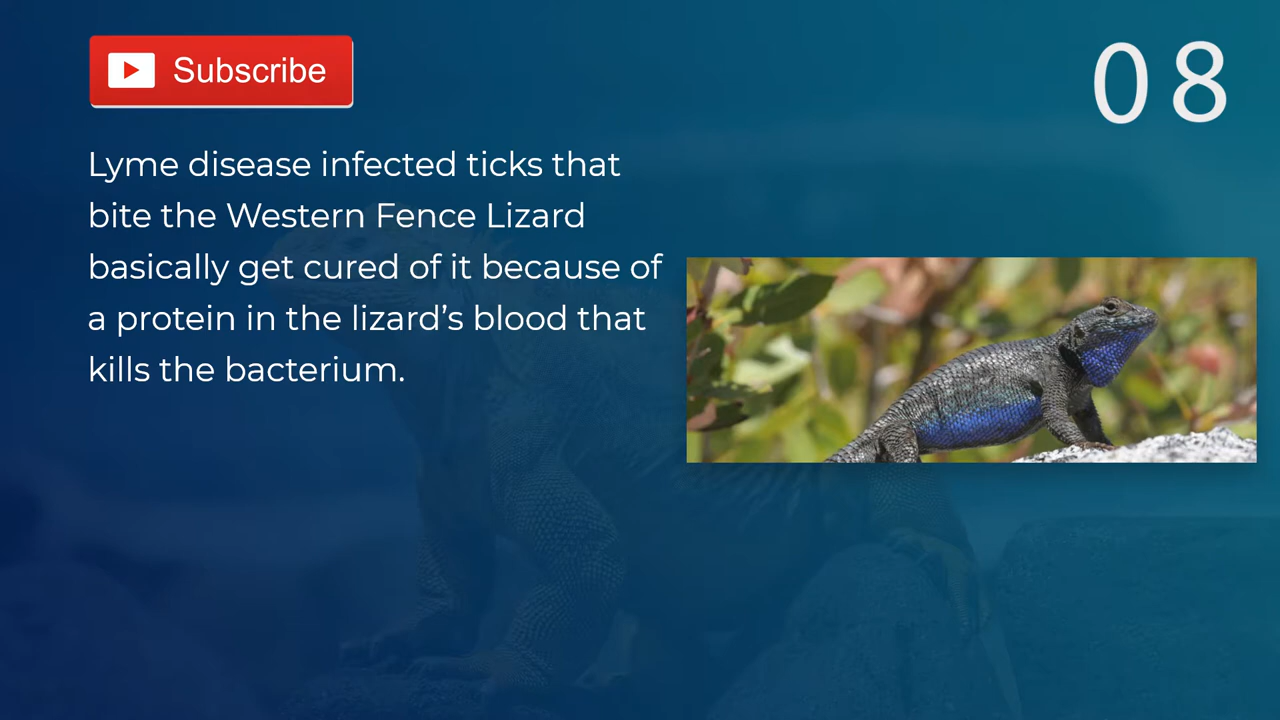 Subscribe
08
Lyme disease infected ticks that
bite the Western Fence Lizard
basically get cured of it because of
a protein in the lizard’s blood that
kills the bacterium.